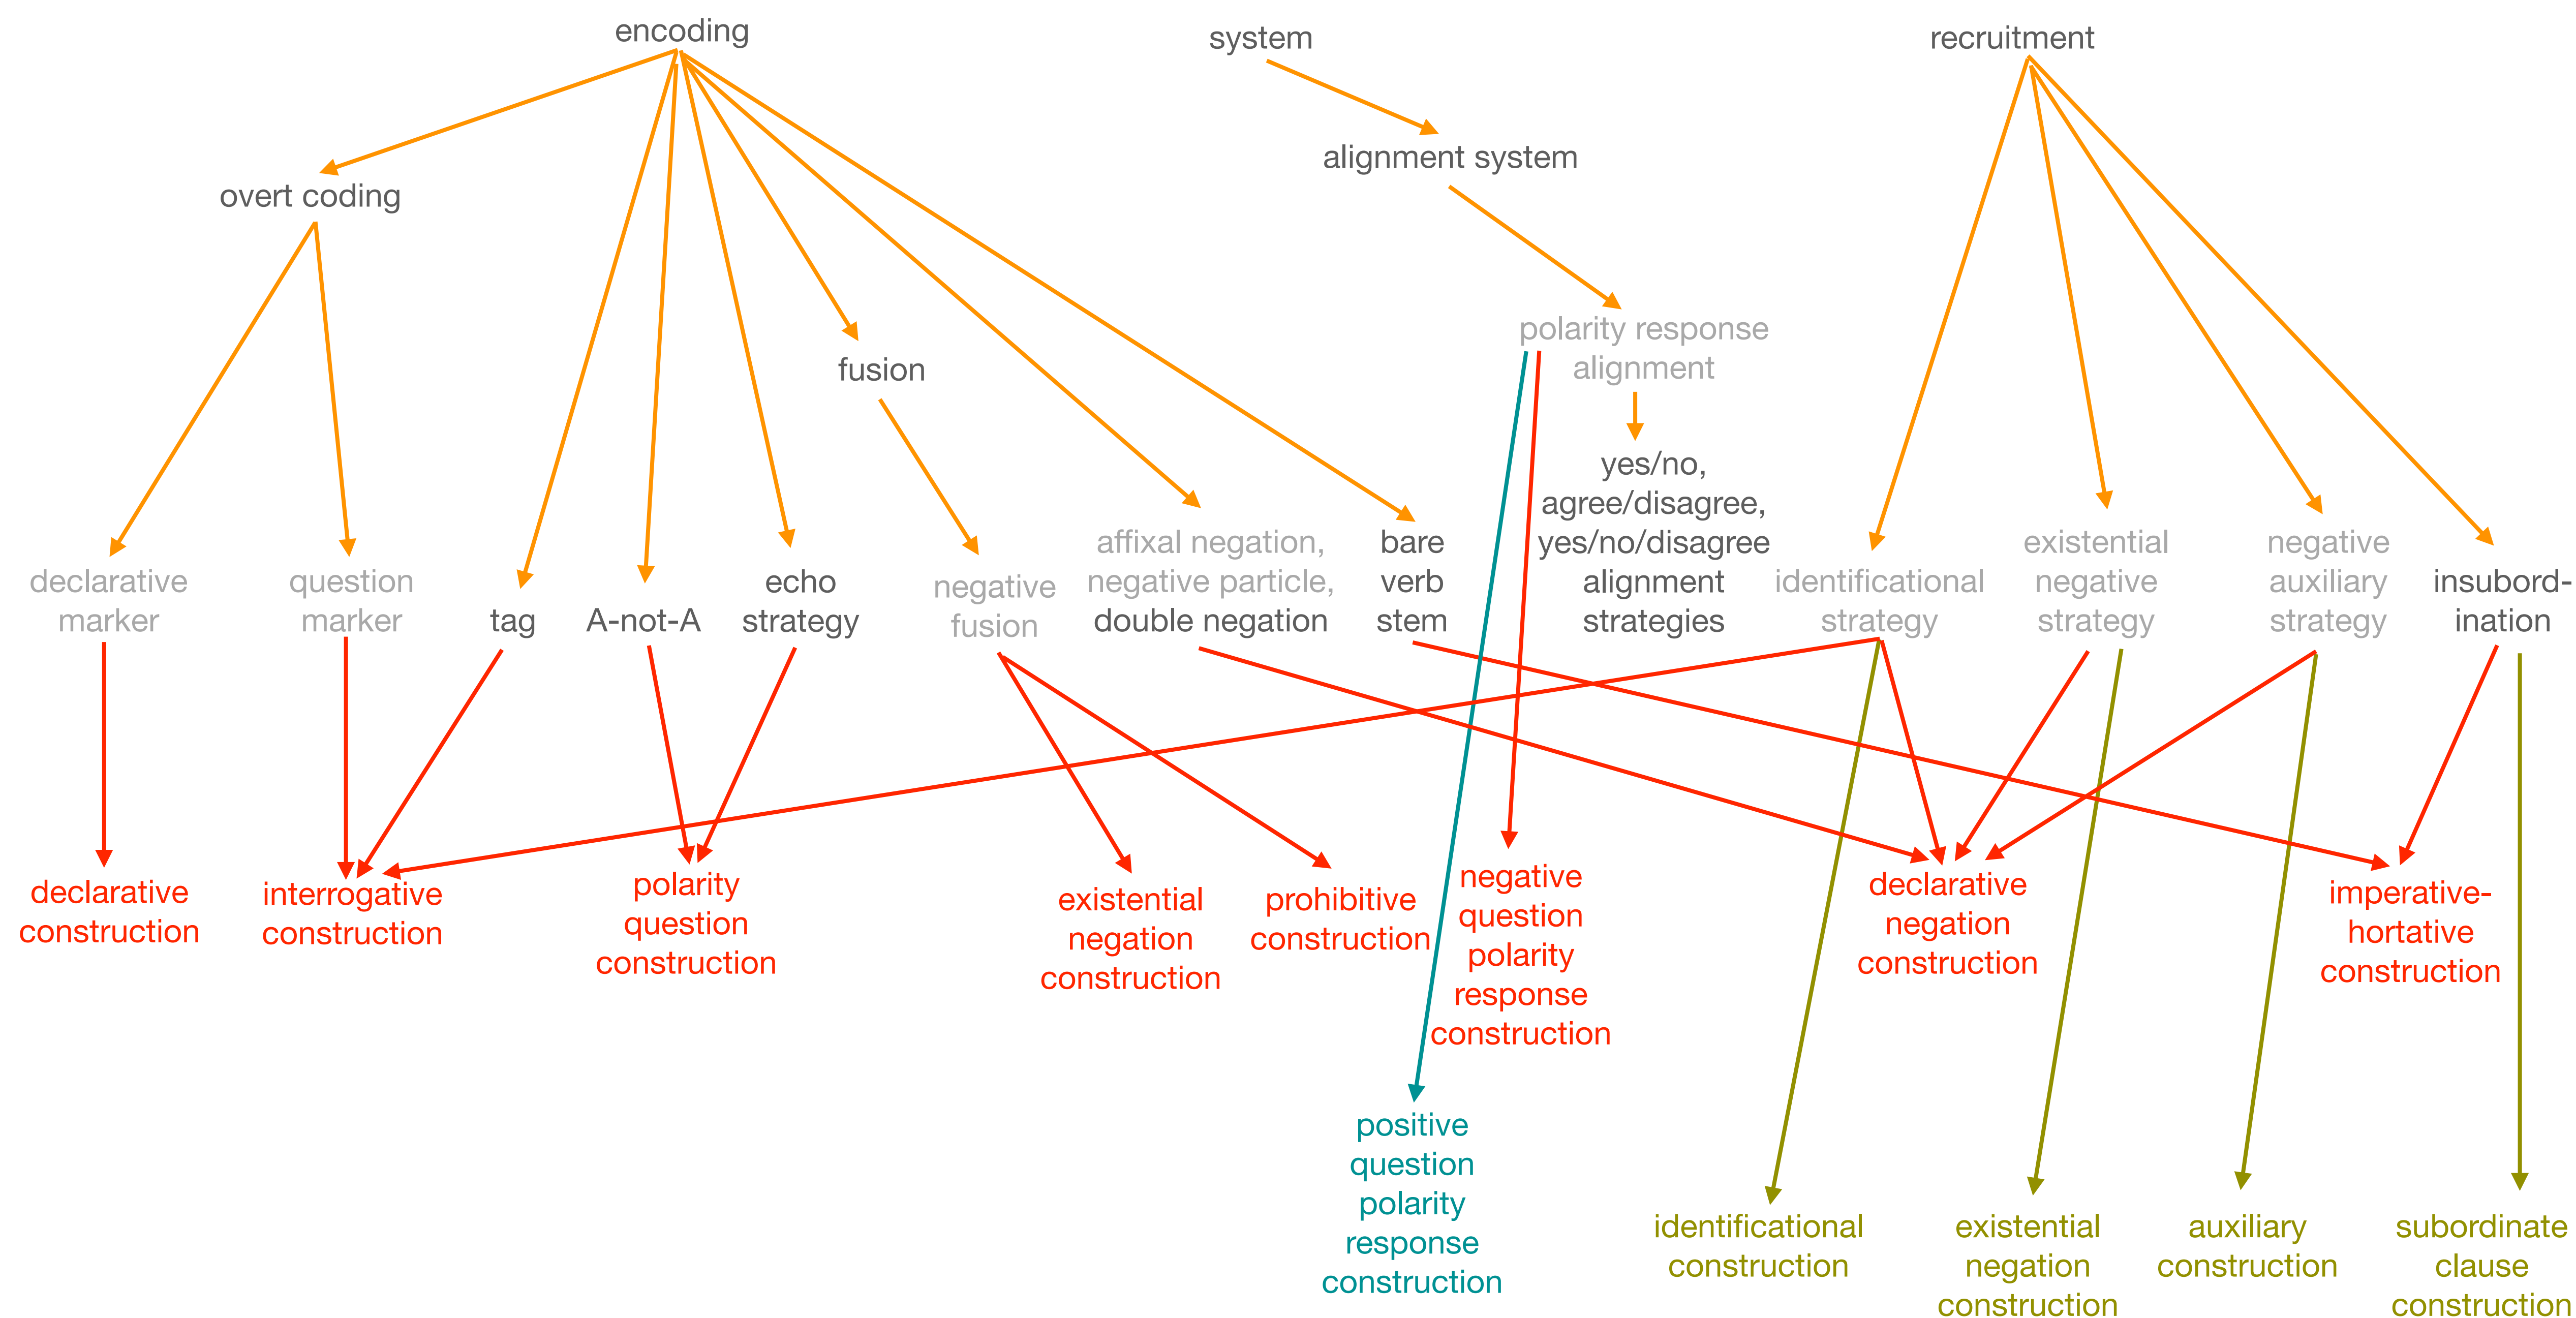 encoding
system
recruitment
alignment system
overt coding
polarity response
alignment
fusion
yes/no,
agree/disagree,
yes/no/disagree
alignment
strategies
declarative
marker
question
marker
tag
A-not-A
echo
strategy
negative
fusion
affixal negation,
negative particle,
double negation
bare
verb
stem
identificational
strategy
existential
negative
strategy
negative
auxiliary
strategy
insubord-
ination
declarative
construction
interrogative
construction
polarity
question
construction
existential
negation
construction
prohibitive
construction
negative
question
polarity
response
construction
declarative
negation
construction
imperative-
hortative
construction
positive
question
polarity
response
construction
identificational
construction
existential
negation
construction
auxiliary
construction
subordinate
clause
construction